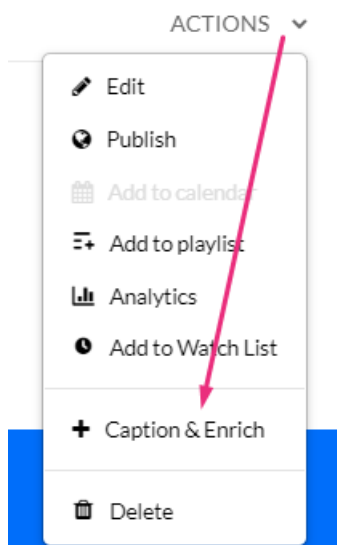 ACTIONS
Edit
Publish
Add to calendar
Add to playlist
Analytics
Add to Watch List
Caption & Enrich
Delete